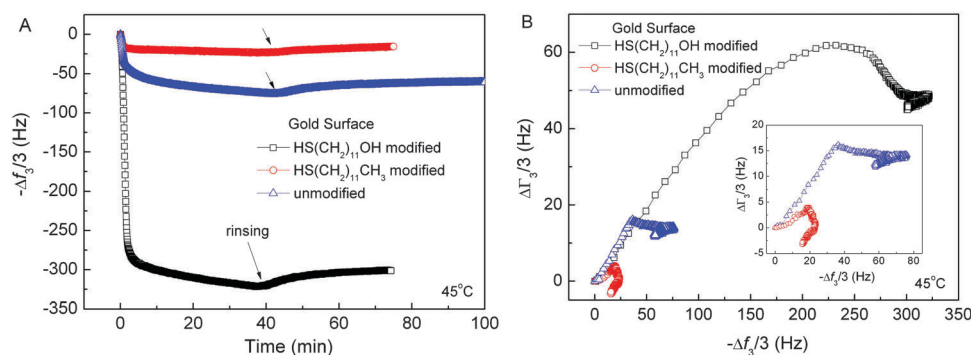 A
0
-50
-100
-150
-200
-250
-300
-350
-Δf3/3 (Hz)
Gold Surface
HS(CH2)11OH modified
HS(CH2)11CH3 modified
unmodified
rinsing
45°C
0 20 40 60 80 100
Time (min)
B
60
40
20
0
ΔΓ3/3 (Hz)
Gold Surface
HS(CH2)11OH modified
HS(CH2)11CH3 modified
unmodified
25
20
15
10
5
0
-5
ΔΓ3/3 (Hz)
0 20 40 60 80
-Δf3/3 (Hz)
45°C
0 50 100 150 200 250 300 350
-Δf3/3 (Hz)